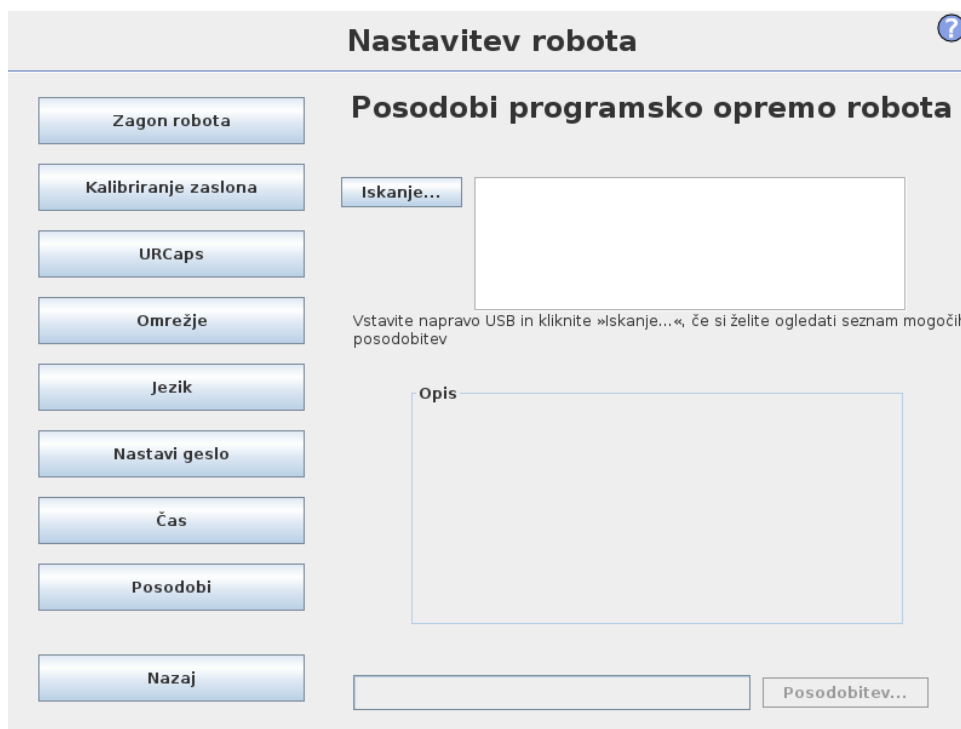 Nastavitev robota
?
Zagon robota
Kalibriranje zaslona
URCaps
Omrežje
Jezik
Nastavi geslo
Čas
Posodobi
Nazaj
Posodobi programsko opremo robota
Iskanje...
Vstavite napravo USB in kliknite »Iskanje...«, če si želite ogledati seznam mogočih
posodobitev
Opis
Posodobitev...